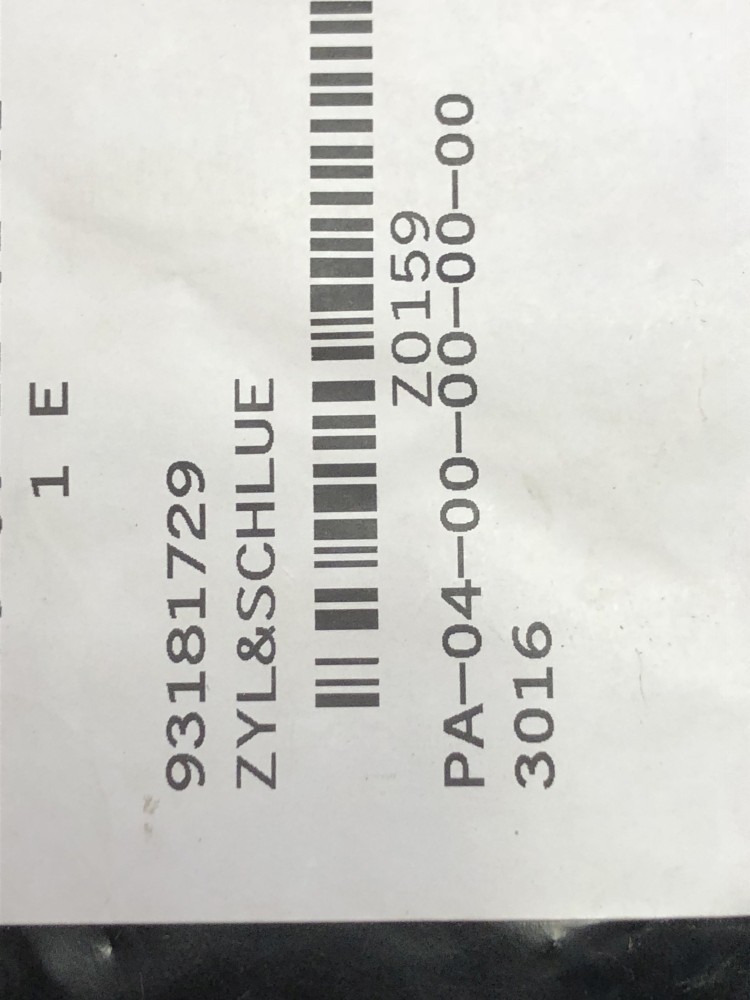 1 E
93181729
ZYL&SCHLUE
Z0159
PA-04-00-00-00-00
3016